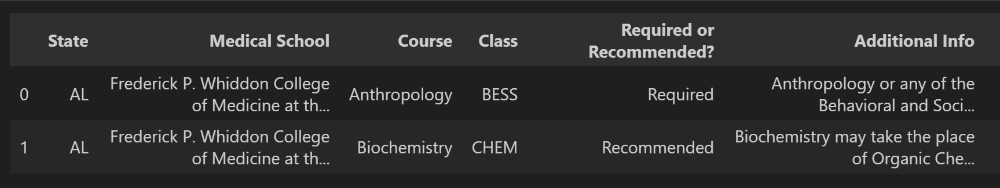 State Medical School Course Class Required or Recommended? Additional Info
0 AL Frederick P. Whiddon College of Medicine at th... Anthropology BESS Required Anthropology or any of the Behavioral and Soci...
1 AL Frederick P. Whiddon College of Medicine at th... Biochemistry CHEM Recommended Biochemistry may take the place of Organic Che...